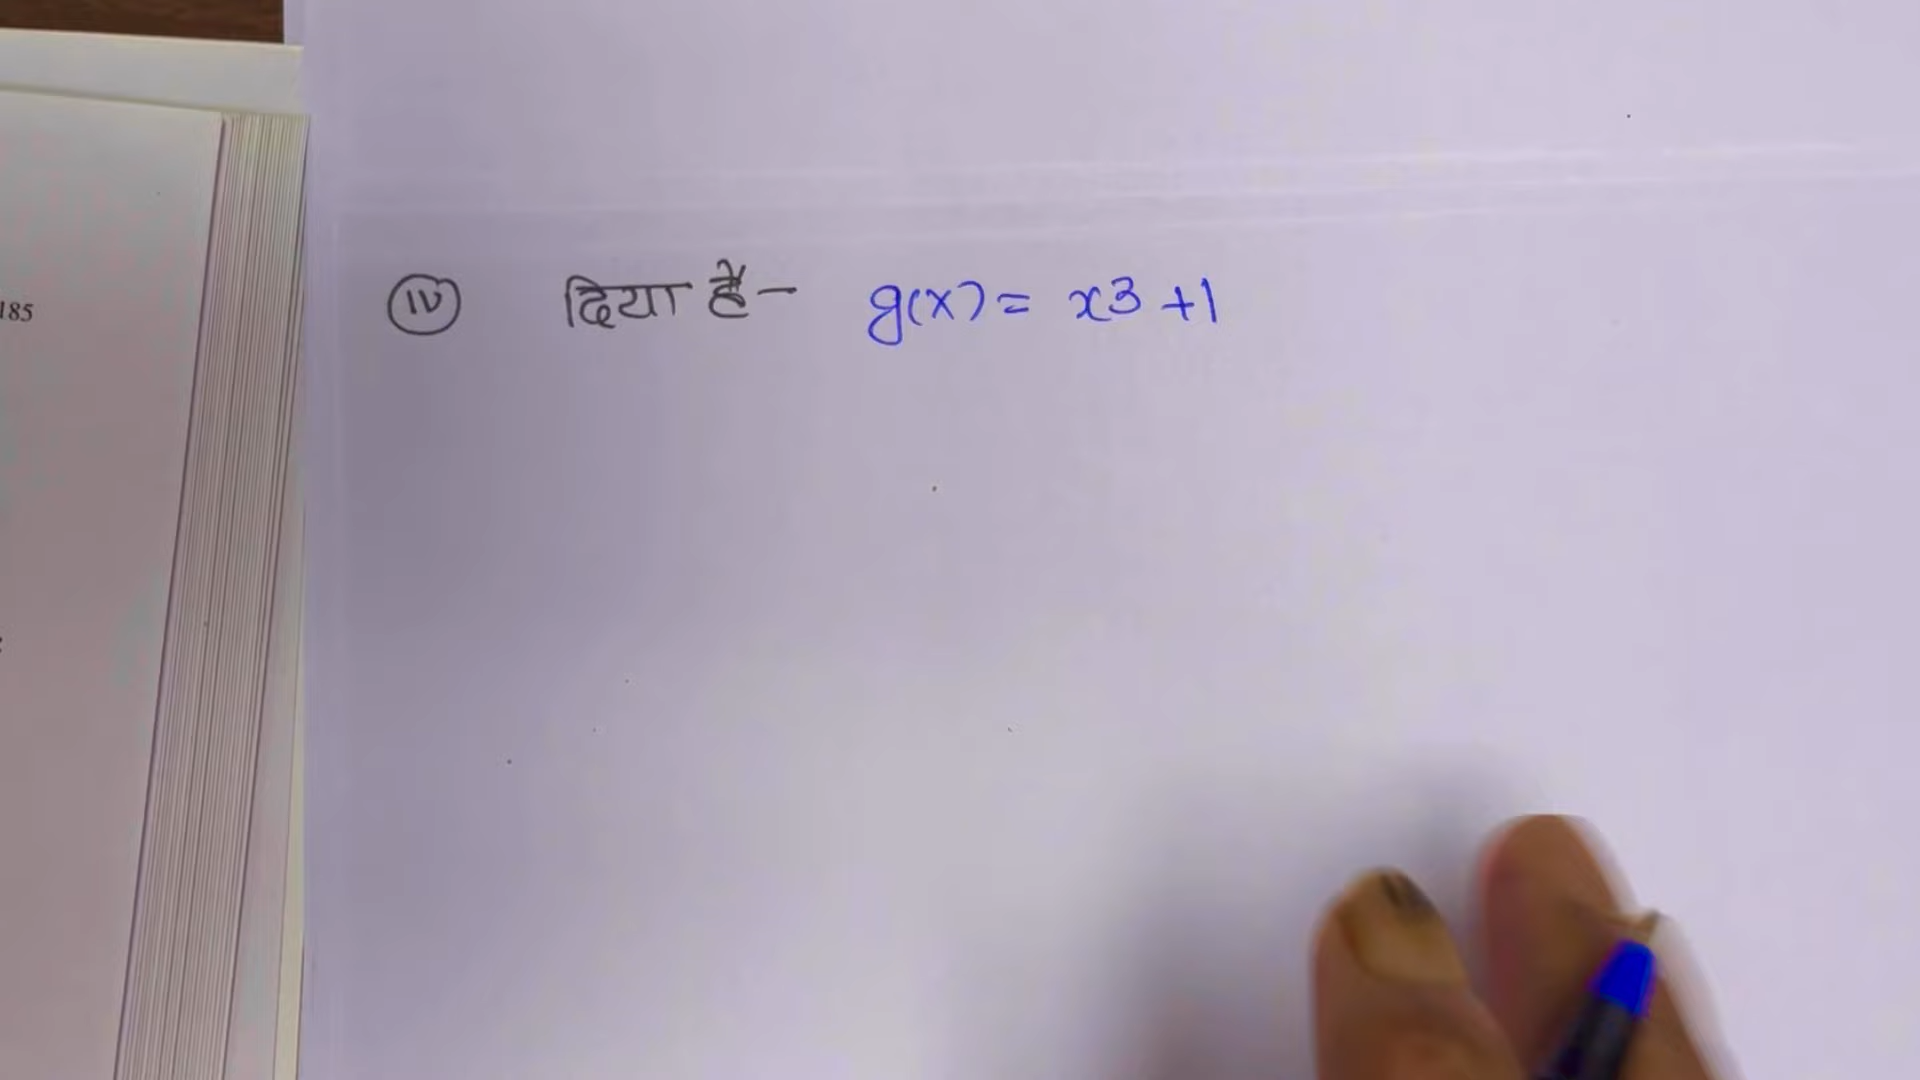 185
(iv) दिया है- g(x) = x3 +1